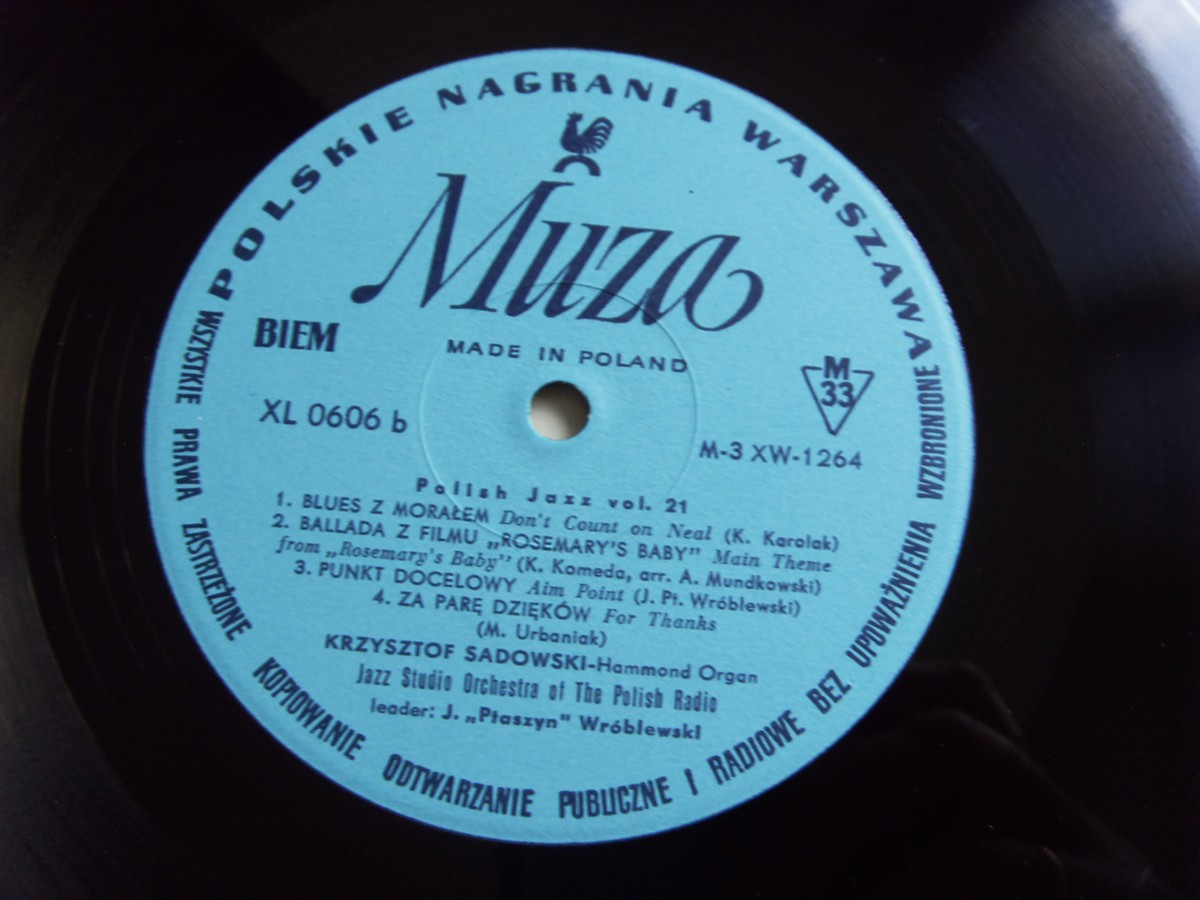 POLSKIE NAGRANIA WARSZAWA
Muza
BIEM
MADE IN POLAND
M
33
XL 0606 b
M-3 XW-1264
Polish Jazz vol. 21
1. BLUES Z MORAŁEM Don't Count on Neal (K. Karolak)
2. BALLADA Z FILMU „ROSEMARY'S BABY" Main Theme
from „Rosemary's Baby" (K. Komeda, arr. A. Mundkowski)
3. PUNKT DOCELOWY Aim Point (J. Pt. Wróblewski)
4. ZA PARĘ DZIĘKÓW For Thanks
(M. Urbaniak)
KRZYSZTOF SADOWSKI-Hammond Organ
Jazz Studio Orchestra of The Polish Radio
leader: J. „Ptaszyn" Wróblewski
WSZYSTKIE PRAWA ZASTRZEŻONE KOPIOWANIE ODTWARZANIE PUBLICZNE I RADIOWE BEZ UPOWAŻNIENIA WZBRONIONE